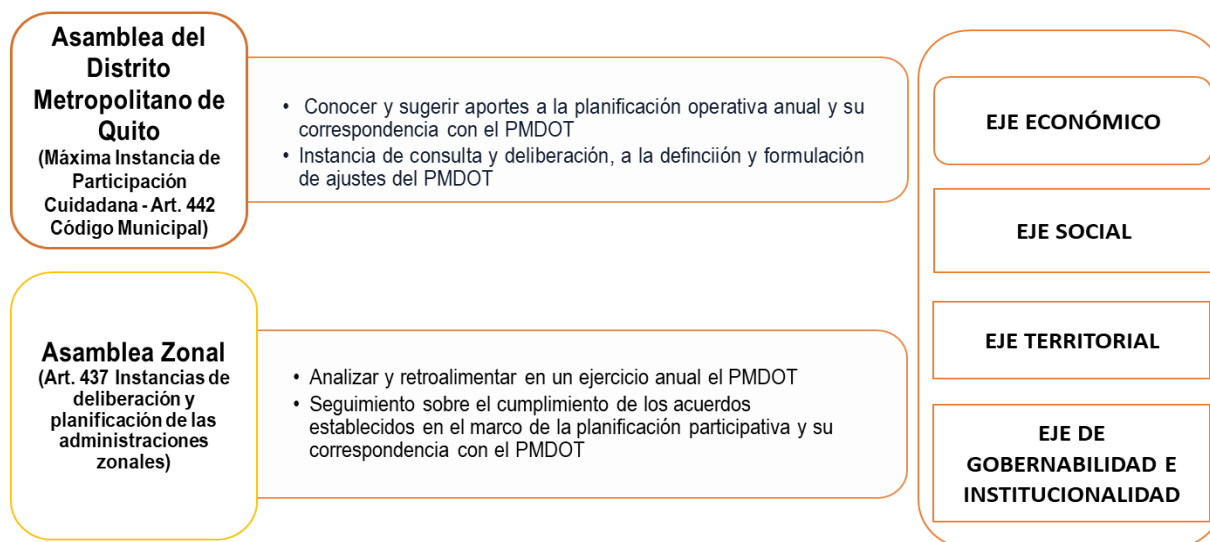 Asamblea del
Distrito
Metropolitano de
Quito
(Máxima Instancia de
Participación
Cuidadana - Art. 442
Código Municipal)
• Conocer y sugerir aportes a la planificación operativa anual y su
correspondencia con el PMDOT
• Instancia de consulta y deliberación, a la definciión y formulación
de ajustes del PMDOT
Asamblea Zonal
(Art. 437 Instancias de
deliberación y
planificación de las
administraciones
zonales)
• Analizar y retroalimentar en un ejercicio anual el PMDOT
• Seguimiento sobre el cumplimiento de los acuerdos
establecidos en el marco de la planificación participativa y su
correspondencia con el PMDOT
EJE ECONÓMICO
EJE SOCIAL
EJE TERRITORIAL
EJE DE
GOBERNABILIDAD E
INSTITUCIONALIDAD